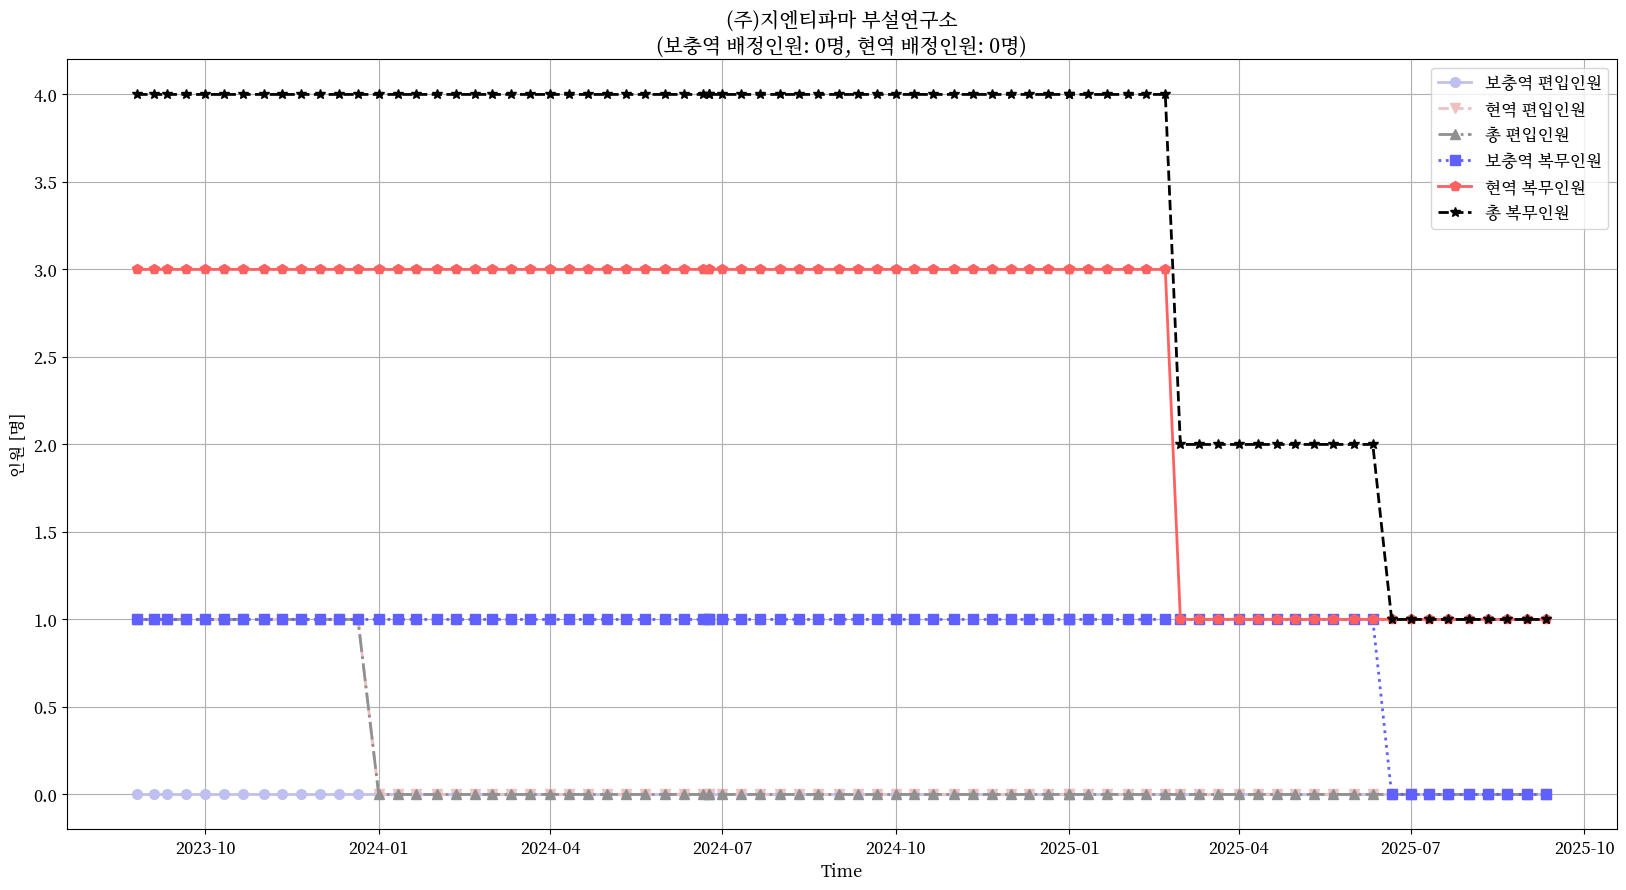 (주)지엔티파마 부설연구소
(보충역 배정인원: 0명, 현역 배정인원: 0명)
보충역 편입인원
현역 편입인원
총 편입인원
보충역 복무인원
현역 복무인원
총 복무인원
인원 [명]
4.0
3.5
3.0
2.5
2.0
1.5
1.0
0.5
0.0
2023-10
2024-01
2024-04
2024-07
2024-10
2025-01
2025-04
2025-07
2025-10
Time